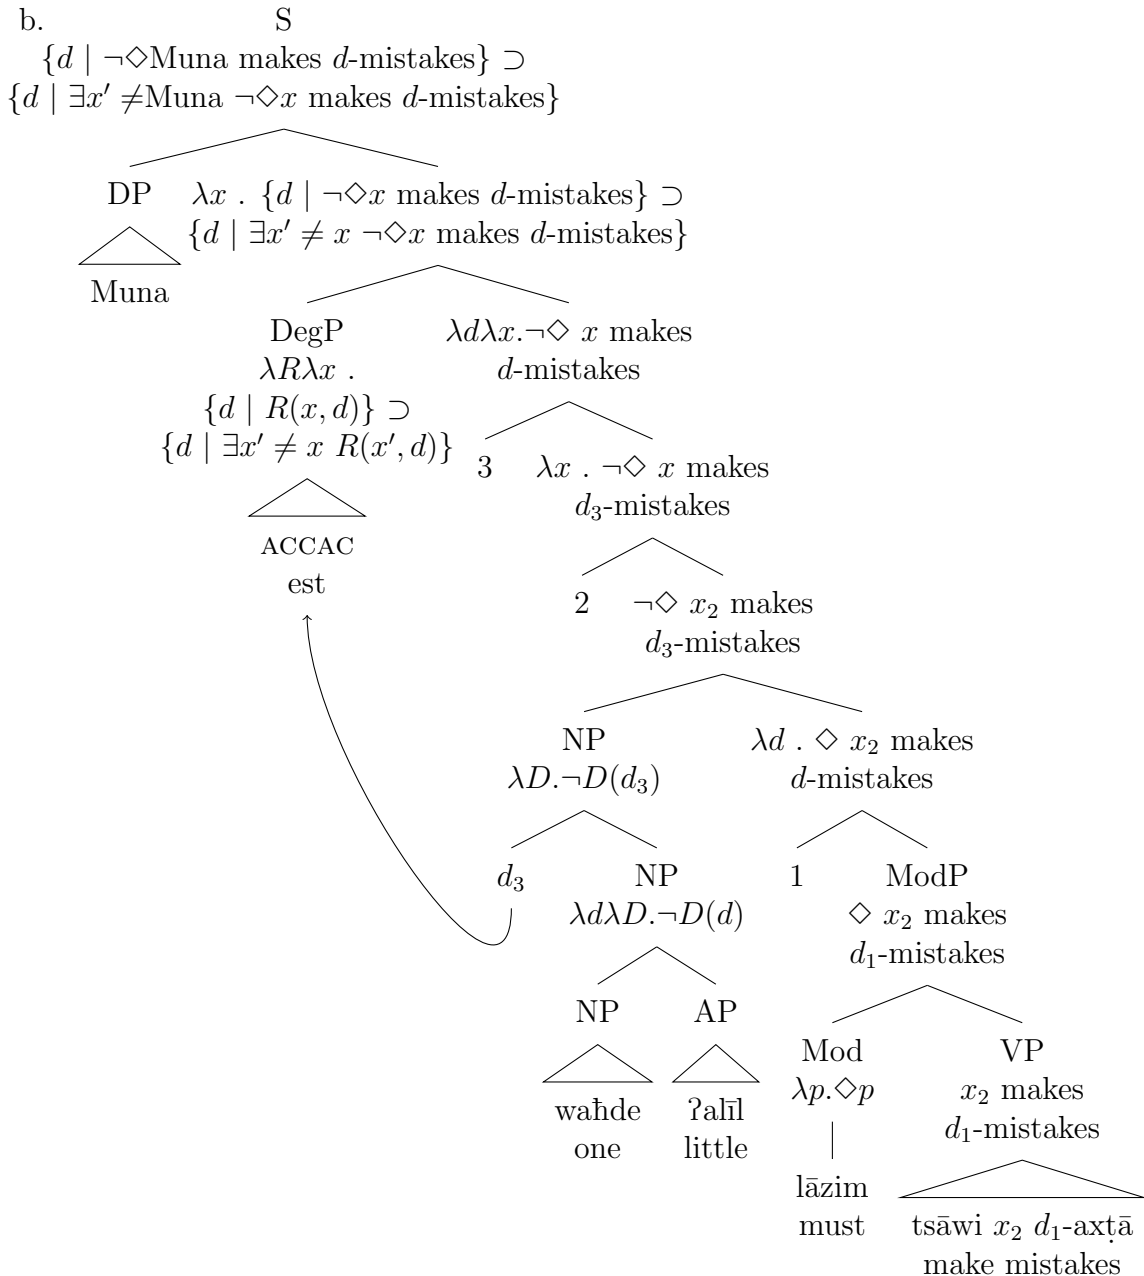 b. S
{d | ¬◇Muna makes d-mistakes} ⊃
{d | ∃x′ ≠Muna ¬◇x makes d-mistakes}
DP
Muna
λx . {d | ¬◇x makes d-mistakes} ⊃
{d | ∃x′ ≠ x ¬◇x makes d-mistakes}
DegP
λRλx .
{d | R(x, d)} ⊃
{d | ∃x′ ≠ x R(x′, d)}
ACCAC
est
λdλx.¬◇ x makes
d-mistakes
3
λx . ¬◇ x makes
d₃-mistakes
2
¬◇ x₂ makes
d₃-mistakes
NP
λD.¬D(d₃)
d₃
NP
λdλD.¬D(d)
NP
waħde
one
AP
ʔalīl
little
λd . ◇ x₂ makes
d-mistakes
1
ModP
◇ x₂ makes
d₁-mistakes
Mod
λp.◇p
lāzim
must
VP
x₂ makes
d₁-mistakes
tsāwi x₂ d₁-axṭā
make mistakes